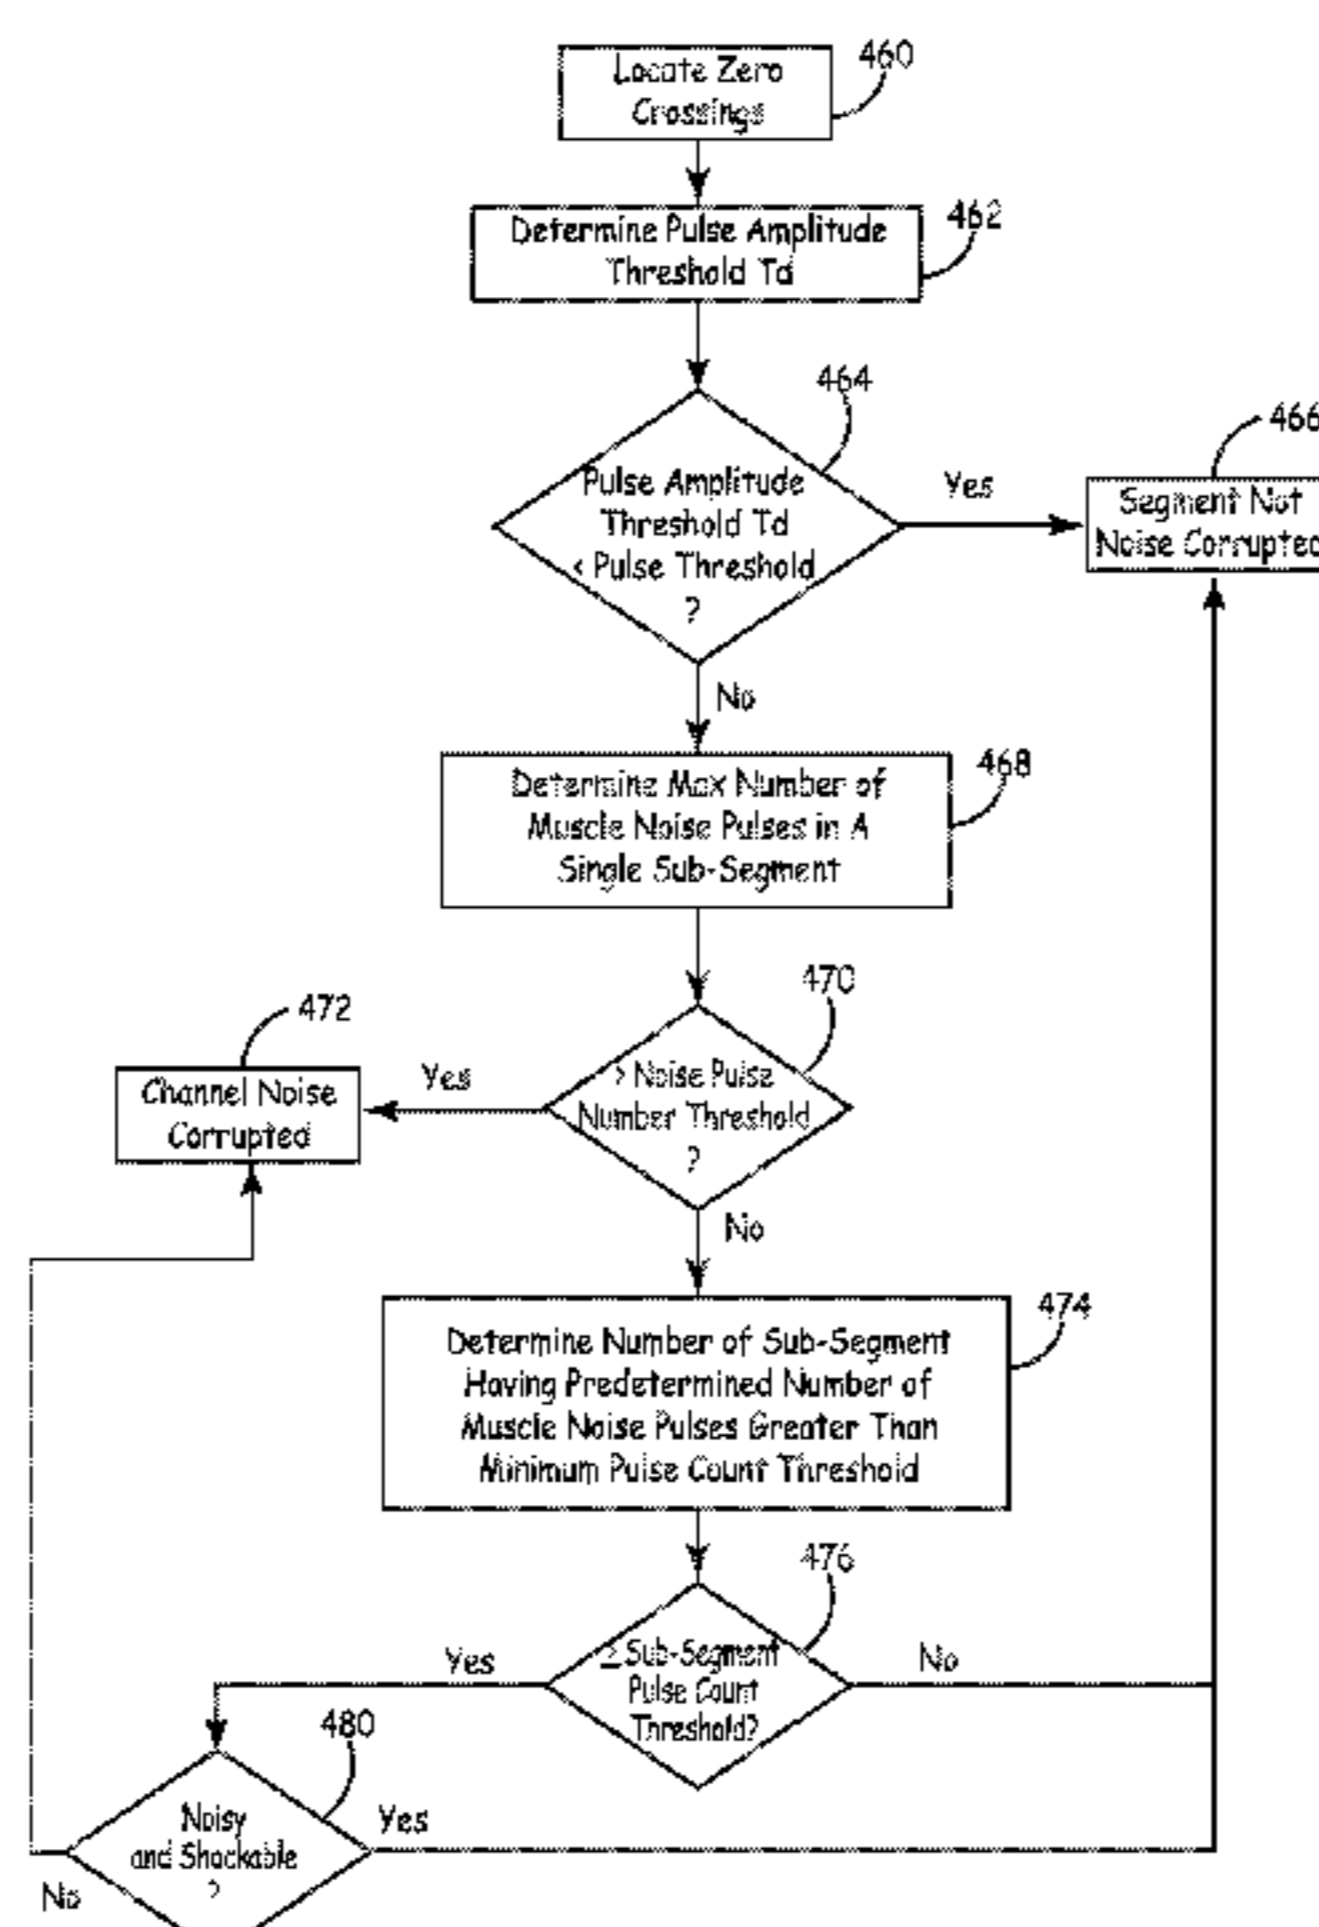 460
Locate Zero
Crossings
462
Determine Pulse Amplitude
Threshold Td
464
Pulse Amplitude
Threshold Td
< Pulse Threshold
?
Yes
466
Segment Not
Noise Corrupted
No
468
Determine Max Number of
Muscle Noise Pulses in A
Single Sub-Segment
470
> Noise Pulse
Number Threshold
?
Yes
472
Channel Noise
Corrupted
No
474
Determine Number of Sub-Segment
Having Predetermined Number of
Muscle Noise Pulses Greater Than
Minimum Pulse Count Threshold
476
≥ Sub-Segment
Pulse Count
Threshold?
Yes
No
480
Noisy
and Shockable
?
Yes
No